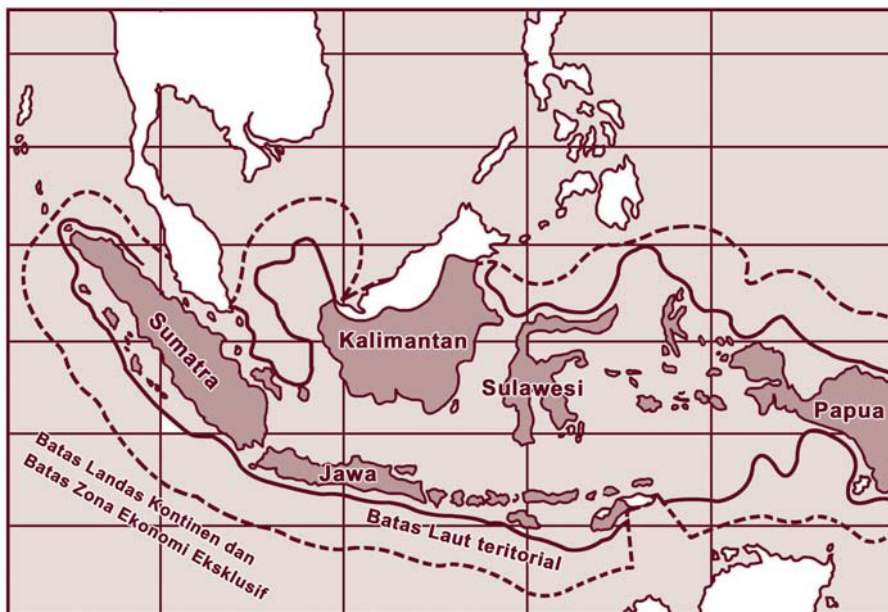 Sumatra
Kalimantan
Sulawesi
Papua
Jawa
Batas Landas Kontinen dan
Batas Zona Ekonomi Eksklusif
Batas Laut teritorial